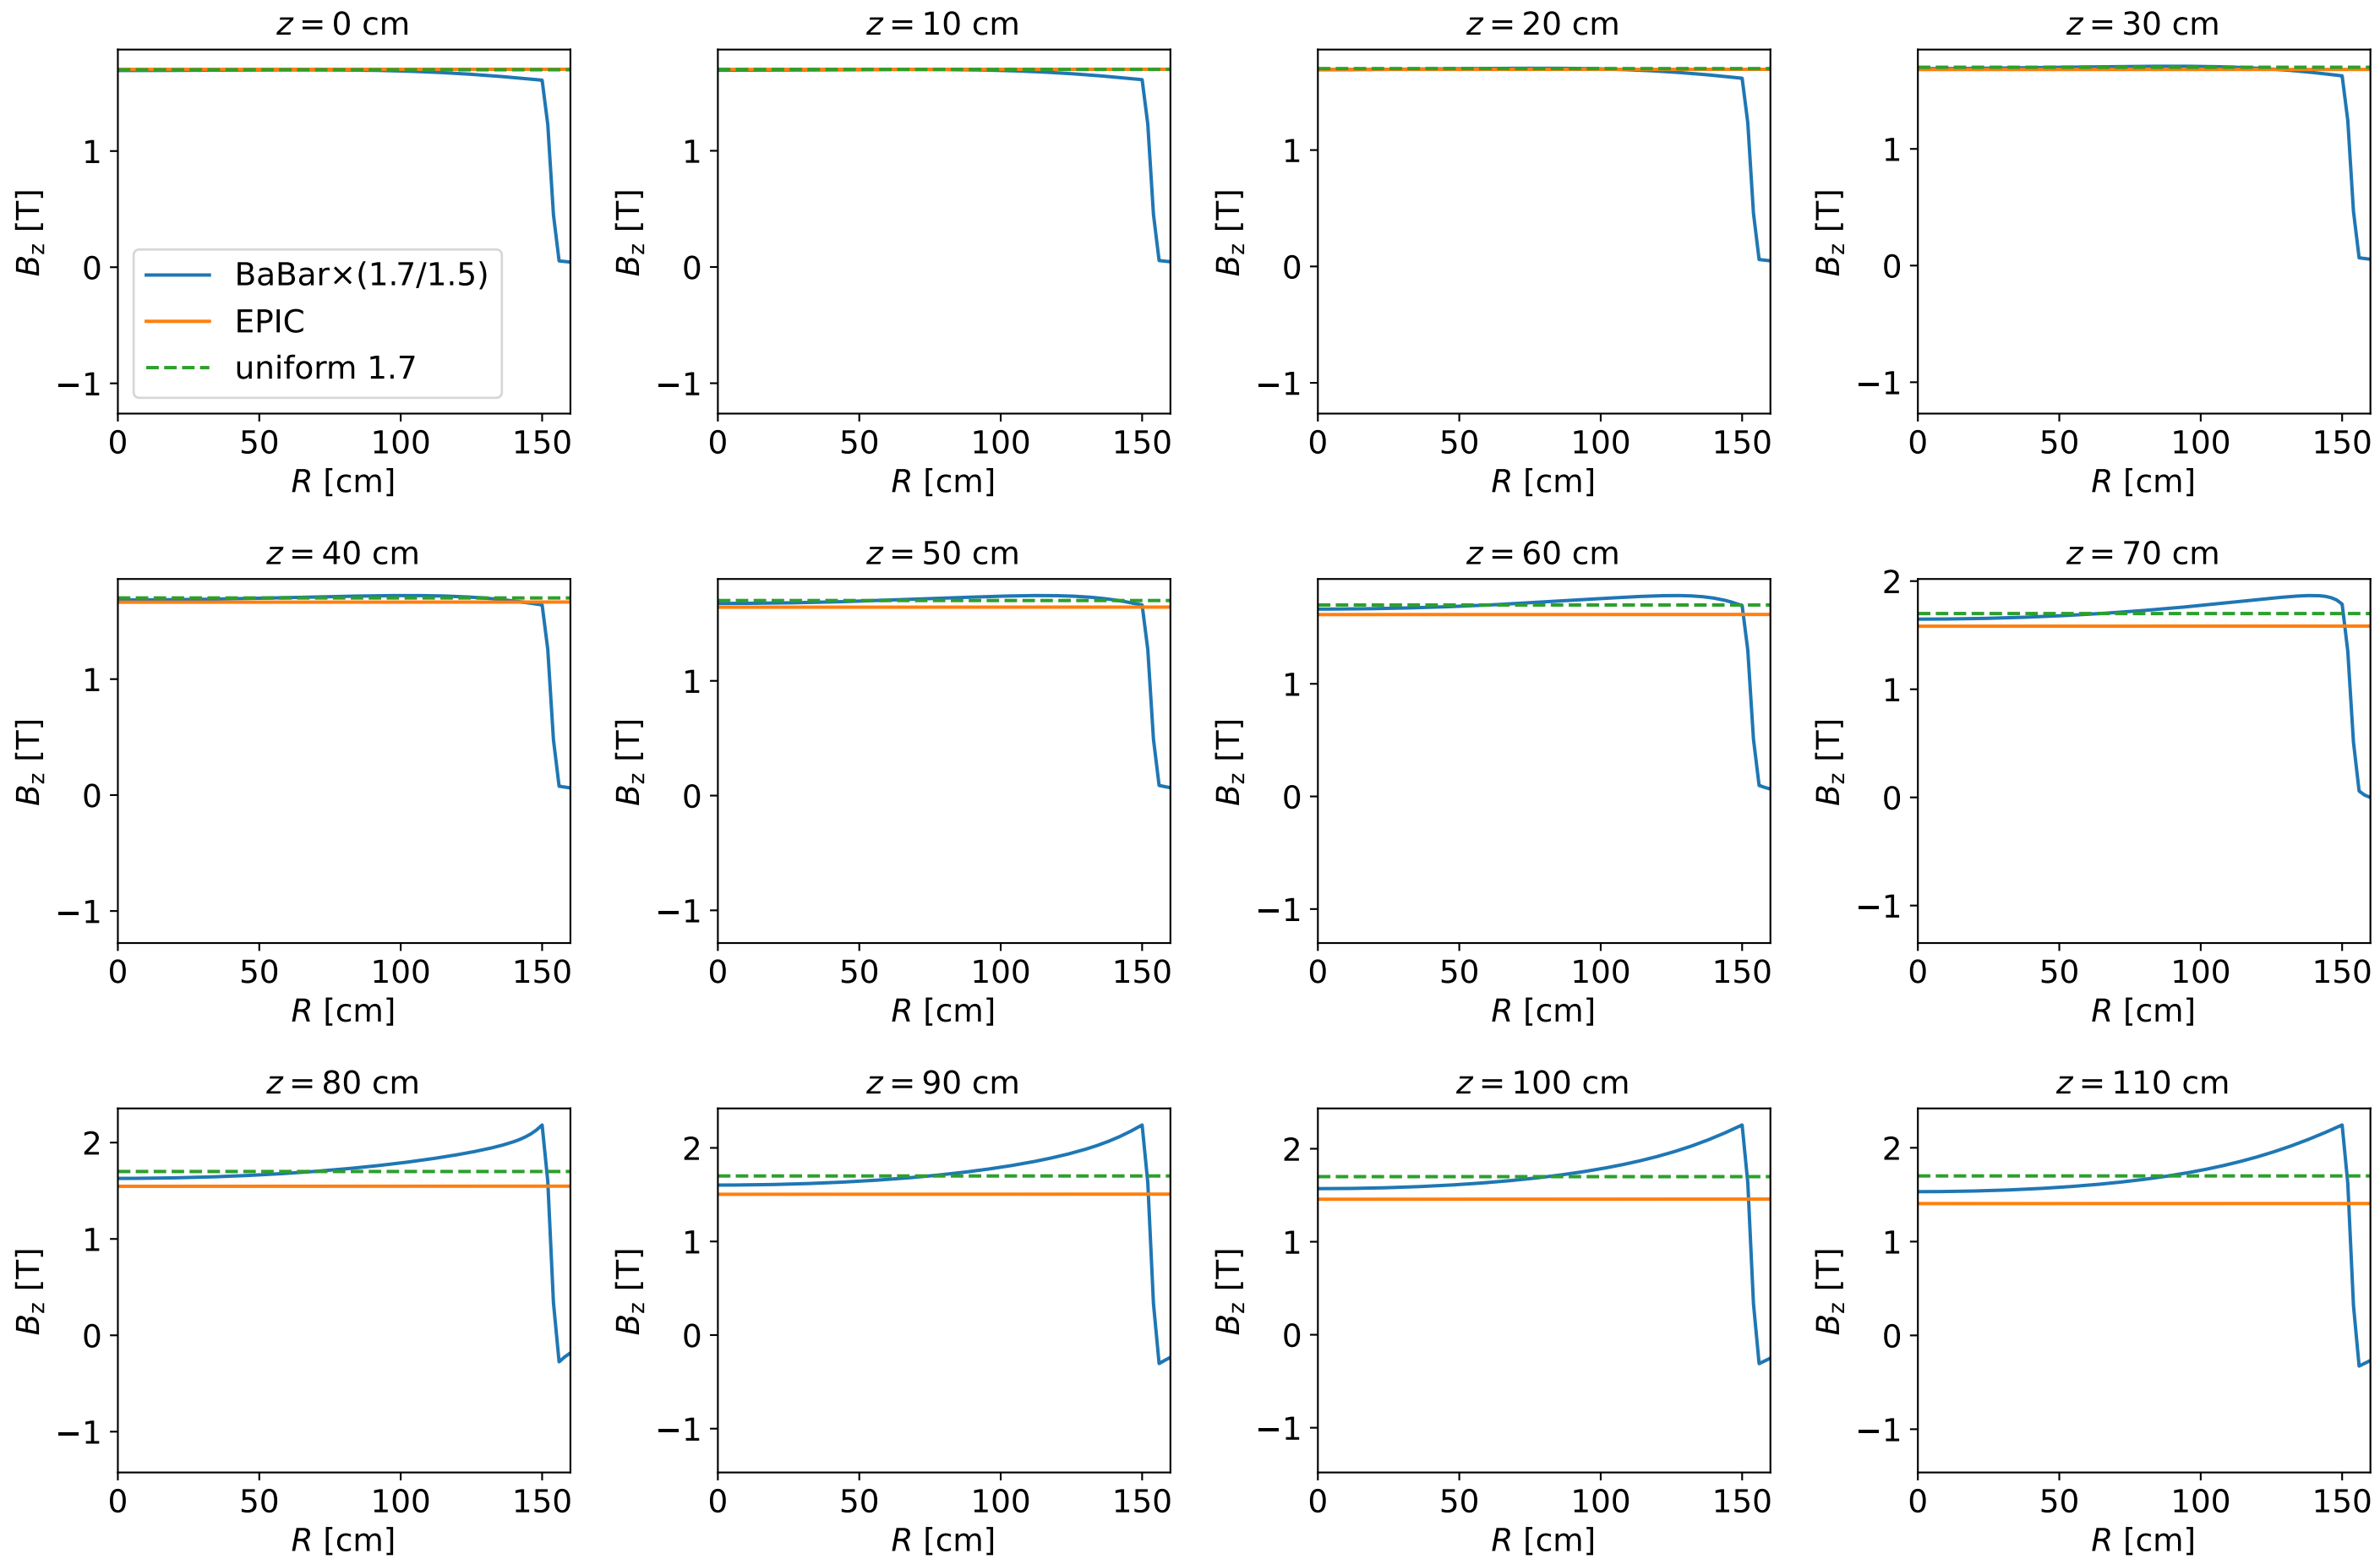 z = 0 cm
z = 10 cm
z = 20 cm
z = 30 cm
B_z [T]
1
0
−1
BaBar×(1.7/1.5)
EPIC
uniform 1.7
0 50 100 150
R [cm]
B_z [T]
1
0
−1
0 50 100 150
R [cm]
B_z [T]
1
0
−1
0 50 100 150
R [cm]
B_z [T]
1
0
−1
0 50 100 150
R [cm]
z = 40 cm
z = 50 cm
z = 60 cm
z = 70 cm
B_z [T]
1
0
−1
0 50 100 150
R [cm]
B_z [T]
1
0
−1
0 50 100 150
R [cm]
B_z [T]
1
0
−1
0 50 100 150
R [cm]
B_z [T]
2
1
0
−1
0 50 100 150
R [cm]
z = 80 cm
z = 90 cm
z = 100 cm
z = 110 cm
B_z [T]
2
1
0
−1
0 50 100 150
R [cm]
B_z [T]
2
1
0
−1
0 50 100 150
R [cm]
B_z [T]
2
1
0
−1
0 50 100 150
R [cm]
B_z [T]
2
1
0
−1
0 50 100 150
R [cm]